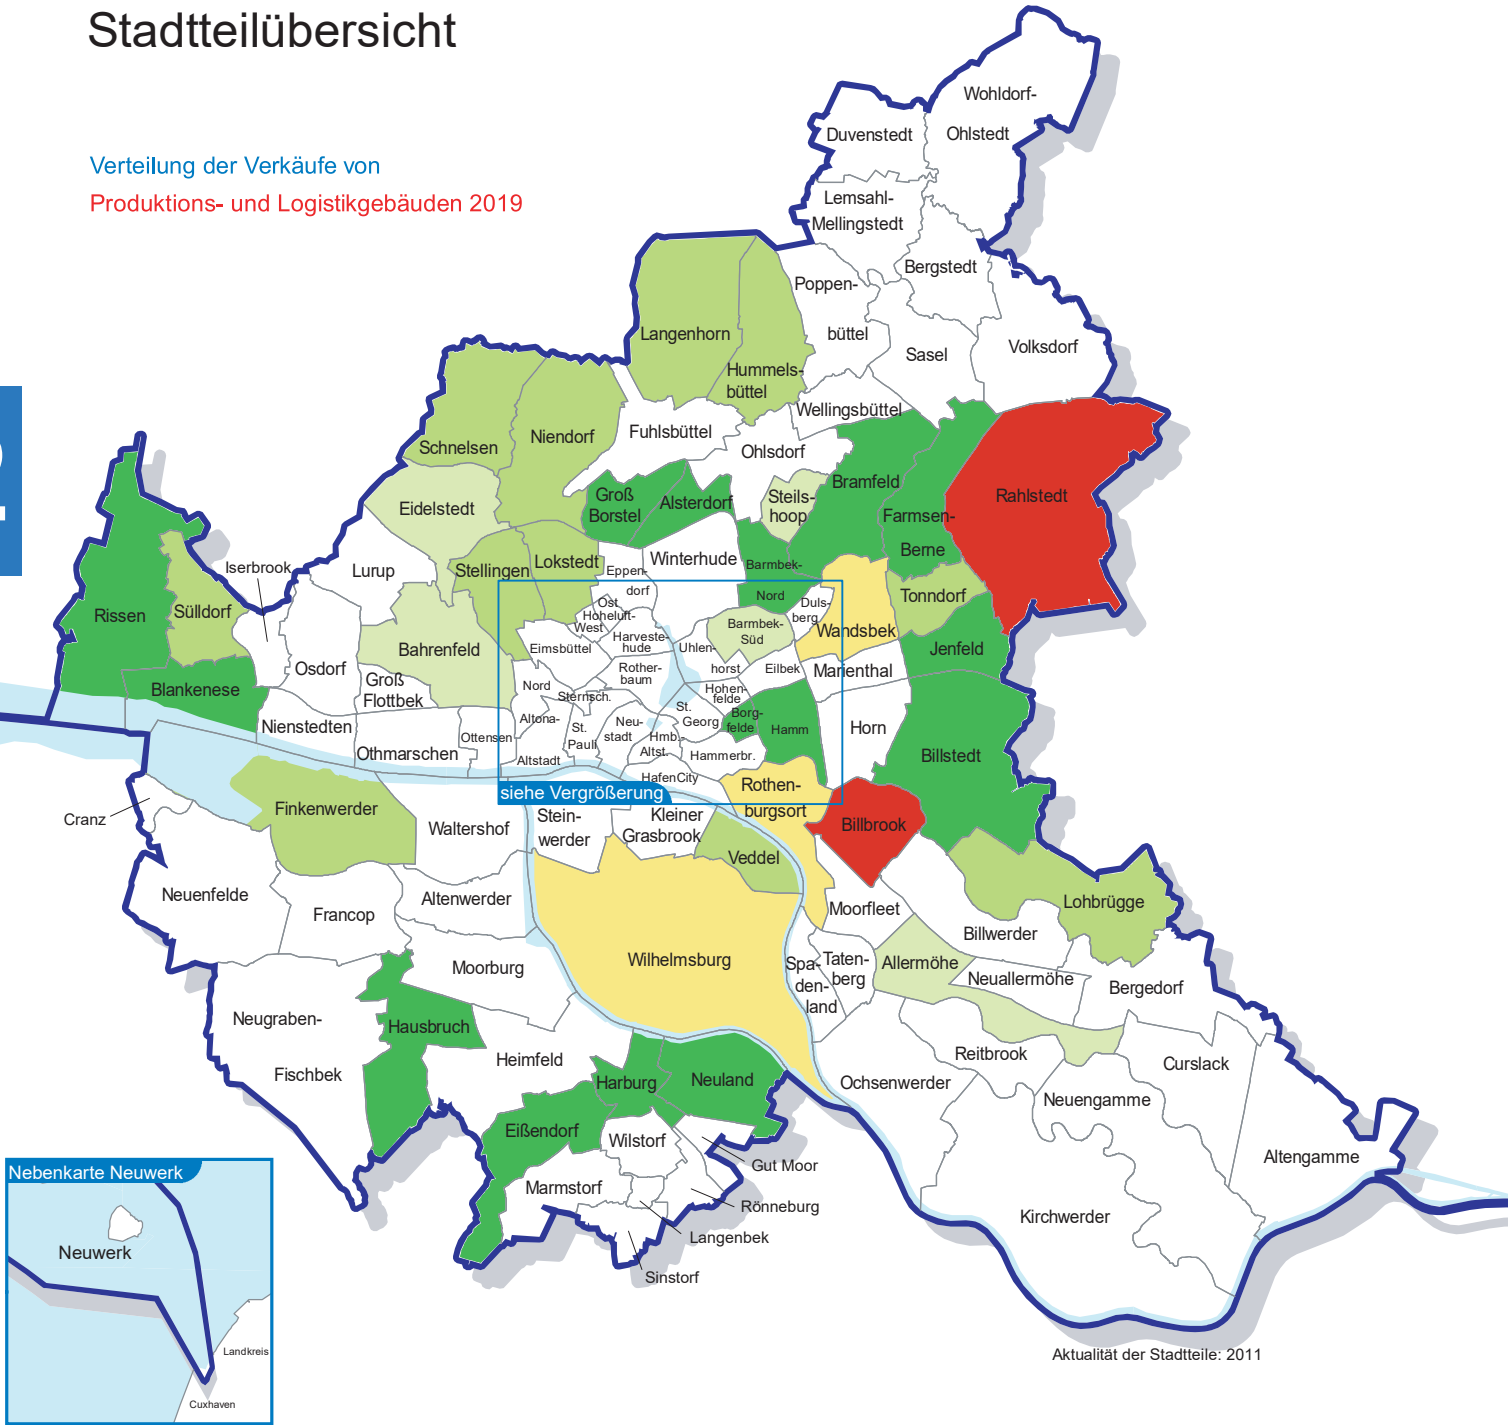 Stadtteilübersicht
Verteilung der Verkäufe von
Produktions- und Logistikgebäuden 2019
Wohldorf-
Ohlstedt
Duvenstedt
Lemsahl-
Mellingstedt
Bergstedt
Poppen-
büttel
Sasel
Volksdorf
Langenhorn
Hummels-
büttel
Wellingsbüttel
Schnelsen
Niendorf
Fuhlsbüttel
Ohlsdorf
Bramfeld
Rahlstedt
Eidelstedt
Groß
Borstel
Alsterdorf
Steils-
hoop
Farmsen-
Berne
Iserbrook
Lurup
Stellingen
Lokstedt
Eppen-
dorf
Winterhude
Barmbek-
Nord
Tonndorf
Rissen
Sülldorf
Ost
Hoheluft-
West
Duls-
berg
Wandsbek
Barmbek-
Süd
Bahrenfeld
Eimsbüttel
Harveste-
hude
Uhlen-
horst
Jenfeld
Osdorf
Groß
Flottbek
Rother-
baum
Eilbek
Marienthal
Blankenese
Nord
Sternsch.
Hohen-
felde
Nienstedten
Othmarschen
Ottensen
Altona-
Altstadt
St.
Pauli
Neu-
stadt
Hmb.-
Altst.
St.
Georg
Borg-
felde
Hamm
Horn
Billstedt
Hammerbr.
HafenCity
siehe Vergrößerung
Rothen-
burgsort
Cranz
Finkenwerder
Waltershof
Stein-
werder
Kleiner
Grasbrook
Billbrook
Veddel
Neuenfelde
Francop
Altenwerder
Moorfleet
Lohbrügge
Billwerder
Moorburg
Wilhelmsburg
Spa-
den-
land
Taten-
berg
Allermöhe
Neuallermöhe
Bergedorf
Neugraben-
Fischbek
Hausbruch
Heimfeld
Harburg
Neuland
Ochsenwerder
Reitbrook
Curslack
Neuengamme
Eißendorf
Wilstorf
Gut Moor
Altengamme
Marmstorf
Rönneburg
Langenbek
Sinstorf
Kirchwerder
Nebenkarte Neuwerk
Neuwerk
Landkreis
Cuxhaven
Aktualität der Stadtteile: 2011